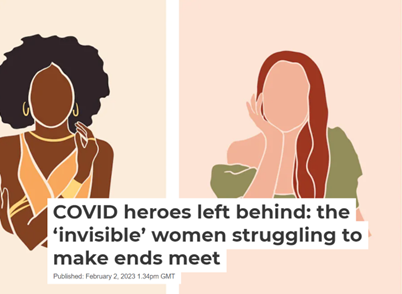 COVID heroes left behind: the
‘invisible’ women struggling to
make ends meet
Published: February 2, 2023 1.34pm GMT